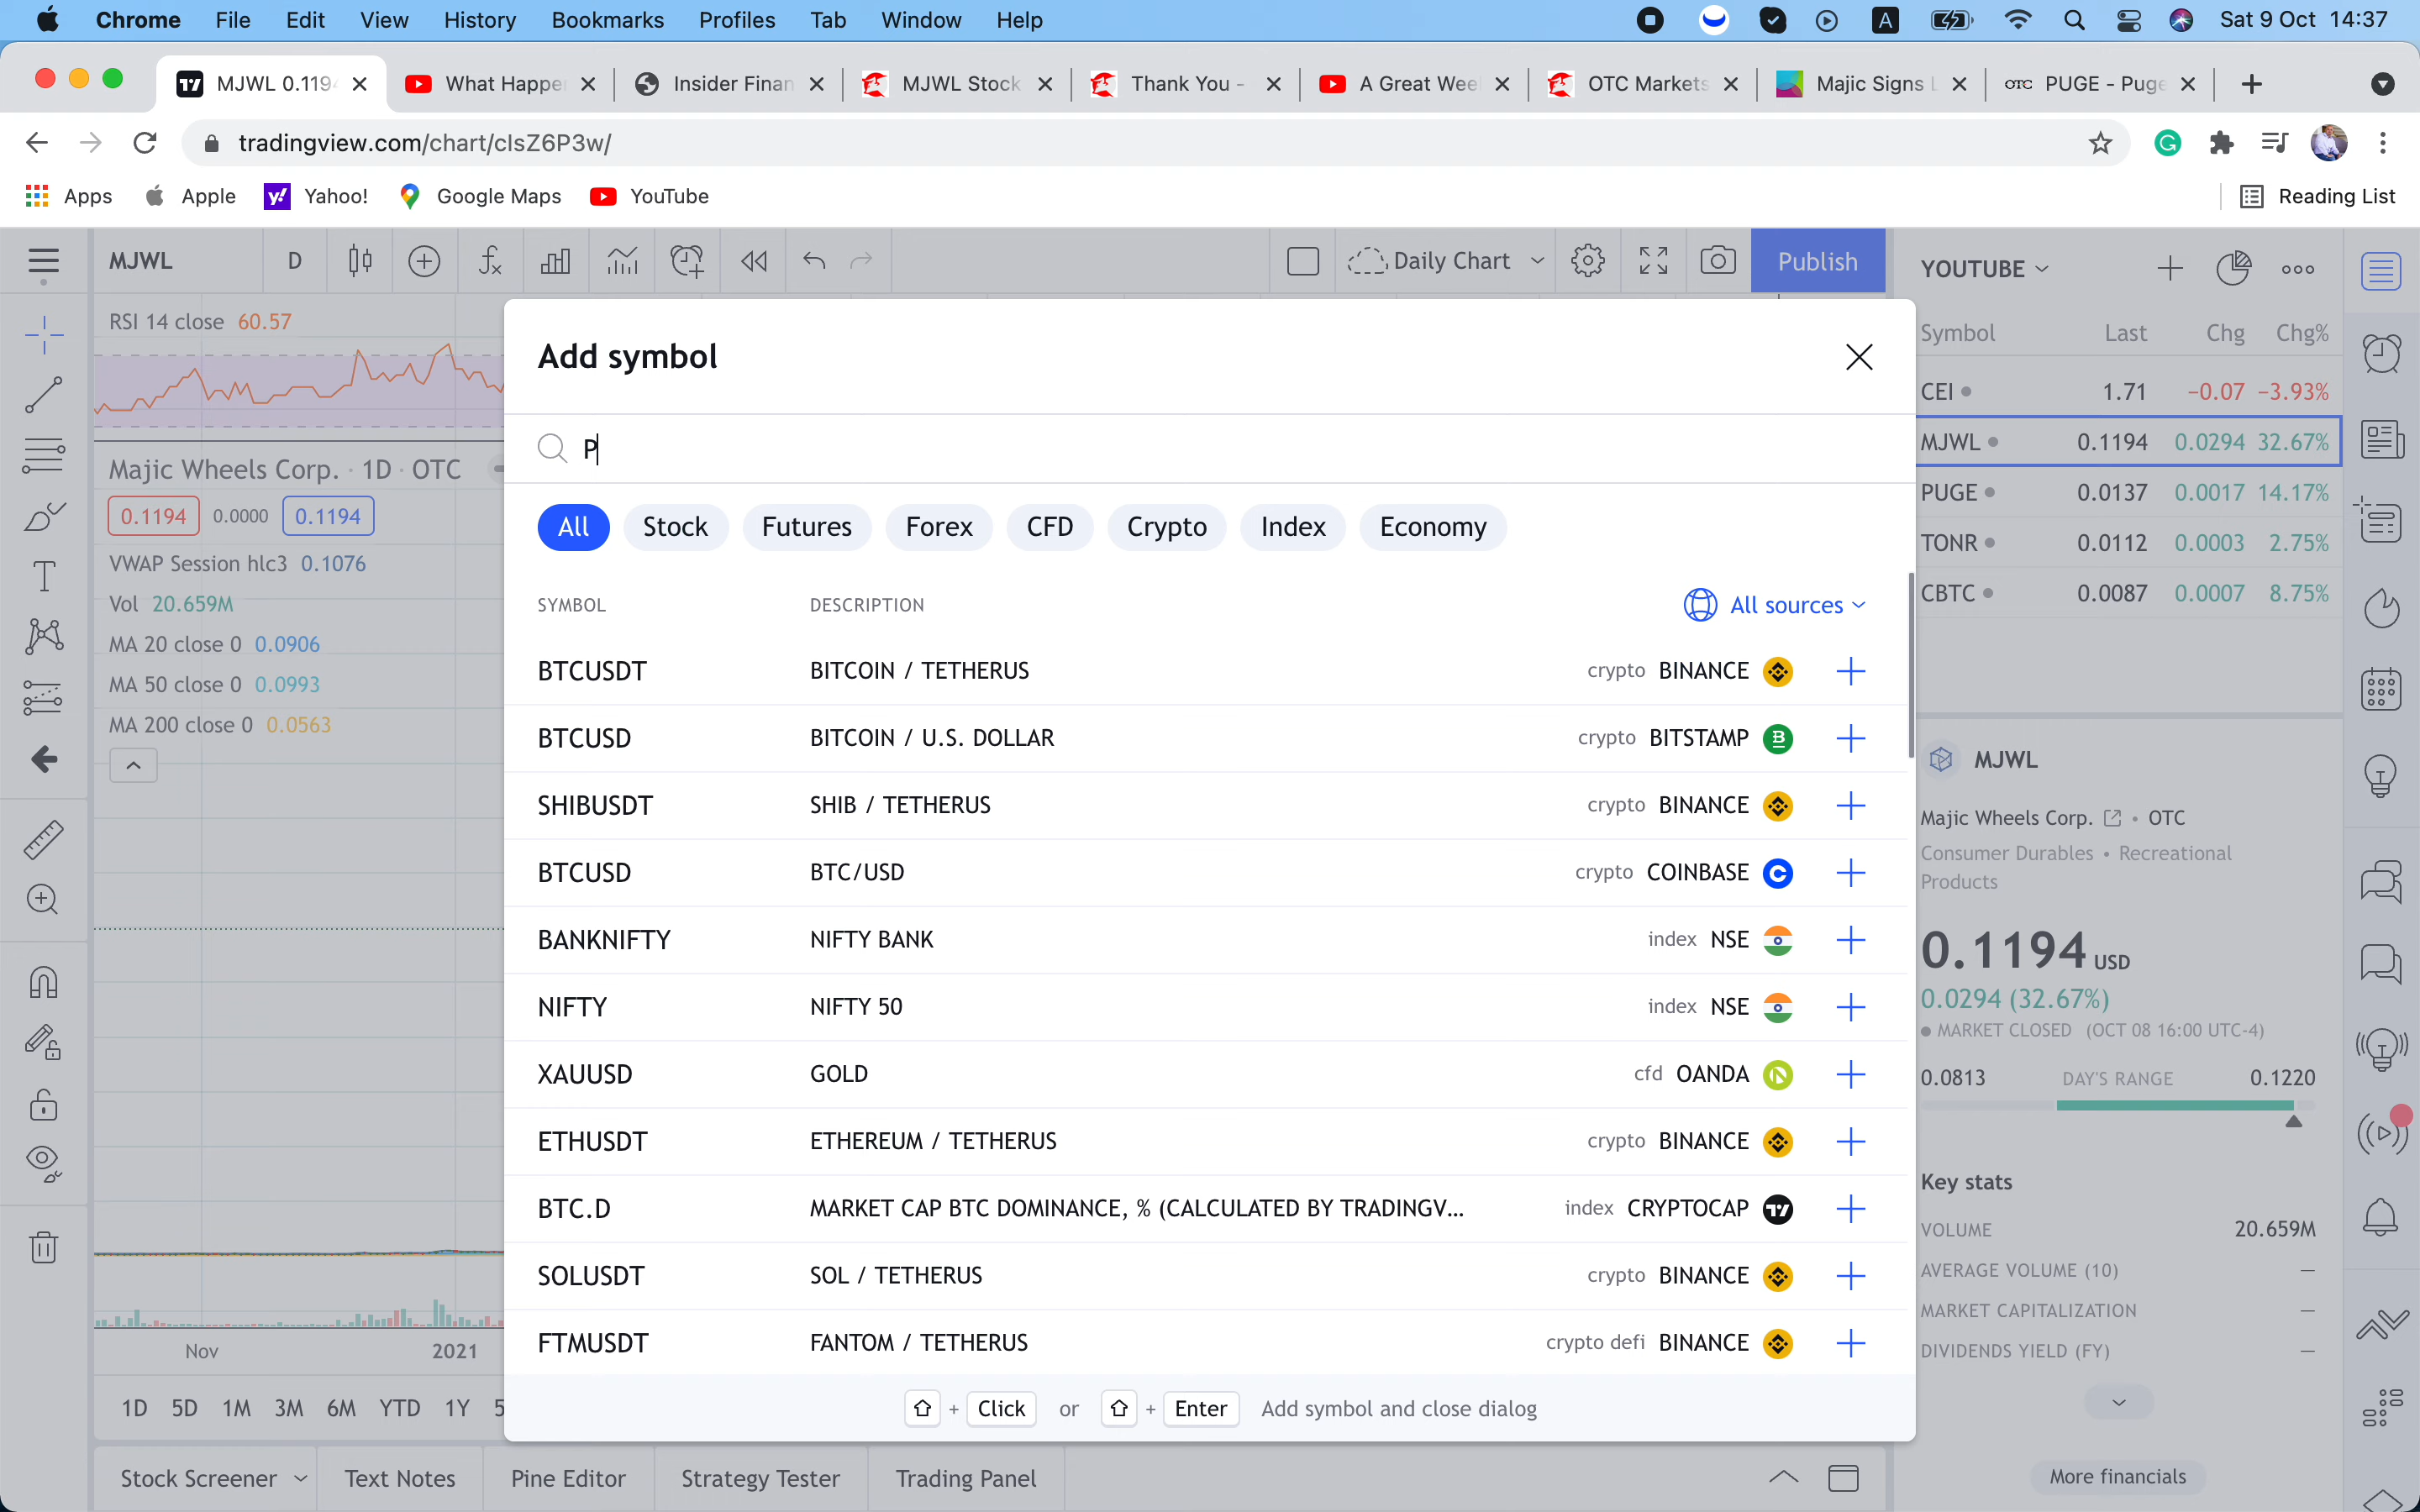 Chrome File Edit View History Bookmarks Profiles Tab Window Help A Sat 9 Oct 14:37
MJWL 0.119 What Happe Insider Finan MJWL Stock Thank You - A Great Wee OTC Markets Majic Signs L OTC PUGE - Puge
tradingview.com/chart/clsZ6P3w/
Apps Apple Yahoo! Google Maps YouTube Reading List
MJWL D Daily Chart Publish
YOUTUBE
RSI 14 close 60.57
Majic Wheels Corp. · 1D · OTC
0.1194 0.0000 0.1194
VWAP Session hlc3 0.1076
Vol 20.659M
MA 20 close 0 0.0906
MA 50 close 0 0.0993
MA 200 close 0 0.0563
Nov 2021
1D 5D 1M 3M 6M YTD 1Y 5
Stock Screener Text Notes Pine Editor Strategy Tester Trading Panel
Add symbol
P
All Stock Futures Forex CFD Crypto Index Economy
SYMBOL DESCRIPTION All sources
BTCUSDT BITCOIN / TETHERUS crypto BINANCE
BTCUSD BITCOIN / U.S. DOLLAR crypto BITSTAMP
SHIBUSDT SHIB / TETHERUS crypto BINANCE
BTCUSD BTC/USD crypto COINBASE
BANKNIFTY NIFTY BANK index NSE
NIFTY NIFTY 50 index NSE
XAUUSD GOLD cfd OANDA
ETHUSDT ETHEREUM / TETHERUS crypto BINANCE
BTC.D MARKET CAP BTC DOMINANCE, % (CALCULATED BY TRADINGV... index CRYPTOCAP
SOLUSDT SOL / TETHERUS crypto BINANCE
FTMUSDT FANTOM / TETHERUS crypto defi BINANCE
+ Click or + Enter Add symbol and close dialog
Symbol Last Chg Chg%
CEI 1.71 −0.07 −3.93%
MJWL 0.1194 0.0294 32.67%
PUGE 0.0137 0.0017 14.17%
TONR 0.0112 0.0003 2.75%
CBTC 0.0087 0.0007 8.75%
MJWL
Majic Wheels Corp. • OTC
Consumer Durables • Recreational
Products
0.1194 USD
0.0294 (32.67%)
MARKET CLOSED (OCT 08 16:00 UTC-4)
0.0813 DAY'S RANGE 0.1220
Key stats
VOLUME 20.659M
AVERAGE VOLUME (10) —
MARKET CAPITALIZATION —
DIVIDENDS YIELD (FY) —
More financials